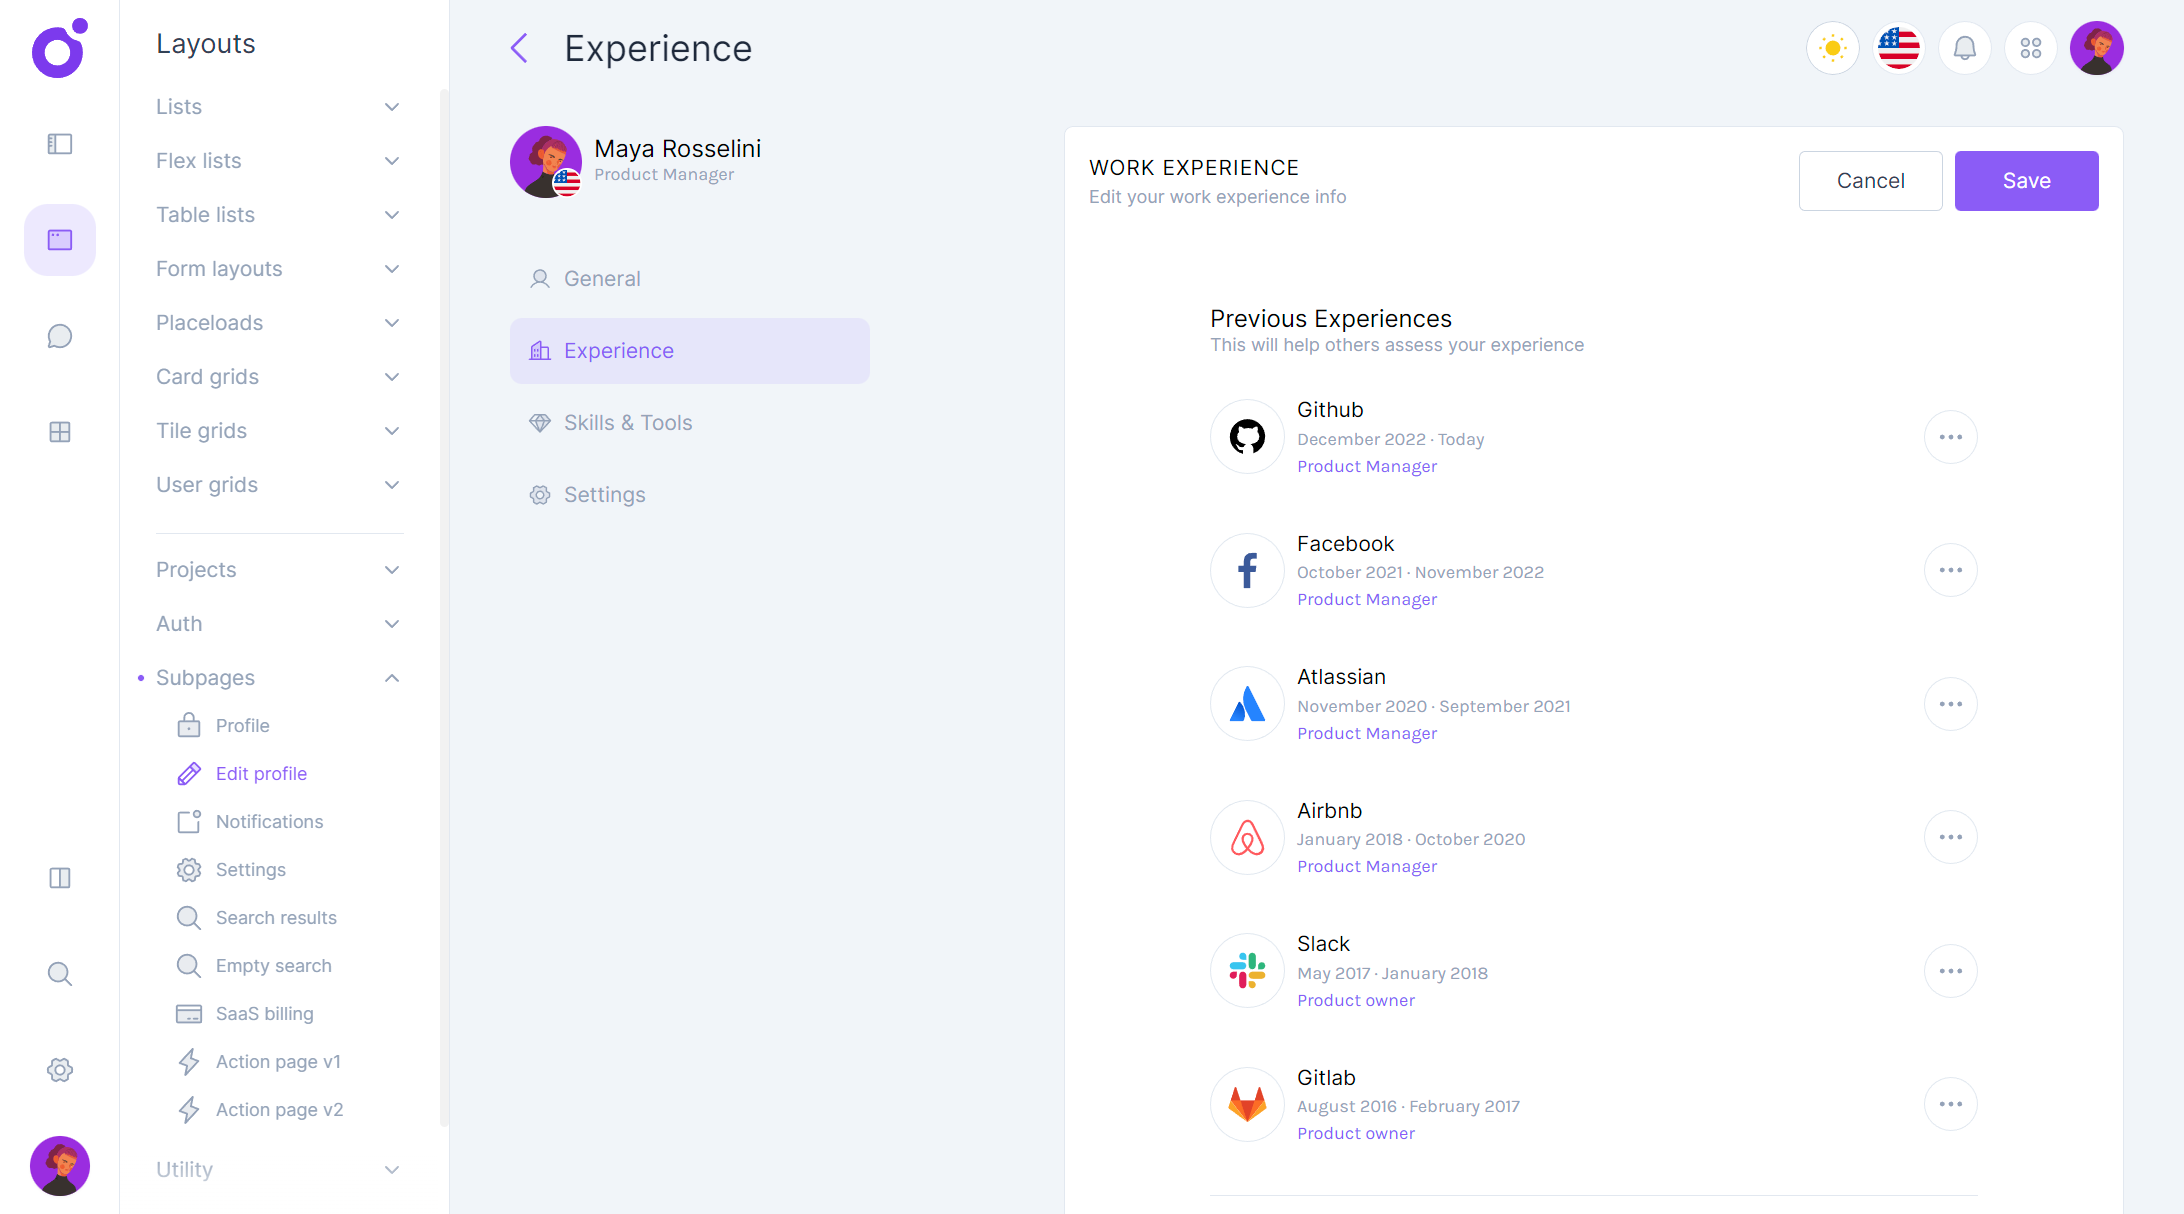 Layouts
Lists
Flex lists
Table lists
Form layouts
Placeloads
Card grids
Tile grids
User grids
Projects
Auth
Subpages
Profile
Edit profile
Notifications
Settings
Search results
Empty search
SaaS billing
Action page v1
Action page v2
Utility
Experience
Maya Rosselini
Product Manager
General
Experience
Skills & Tools
Settings
WORK EXPERIENCE
Edit your work experience info
Cancel
Save
Previous Experiences
This will help others assess your experience
Github
December 2022 · Today
Product Manager
Facebook
October 2021 · November 2022
Product Manager
Atlassian
November 2020 · September 2021
Product Manager
Airbnb
January 2018 · October 2020
Product Manager
Slack
May 2017 · January 2018
Product owner
Gitlab
August 2016 · February 2017
Product owner